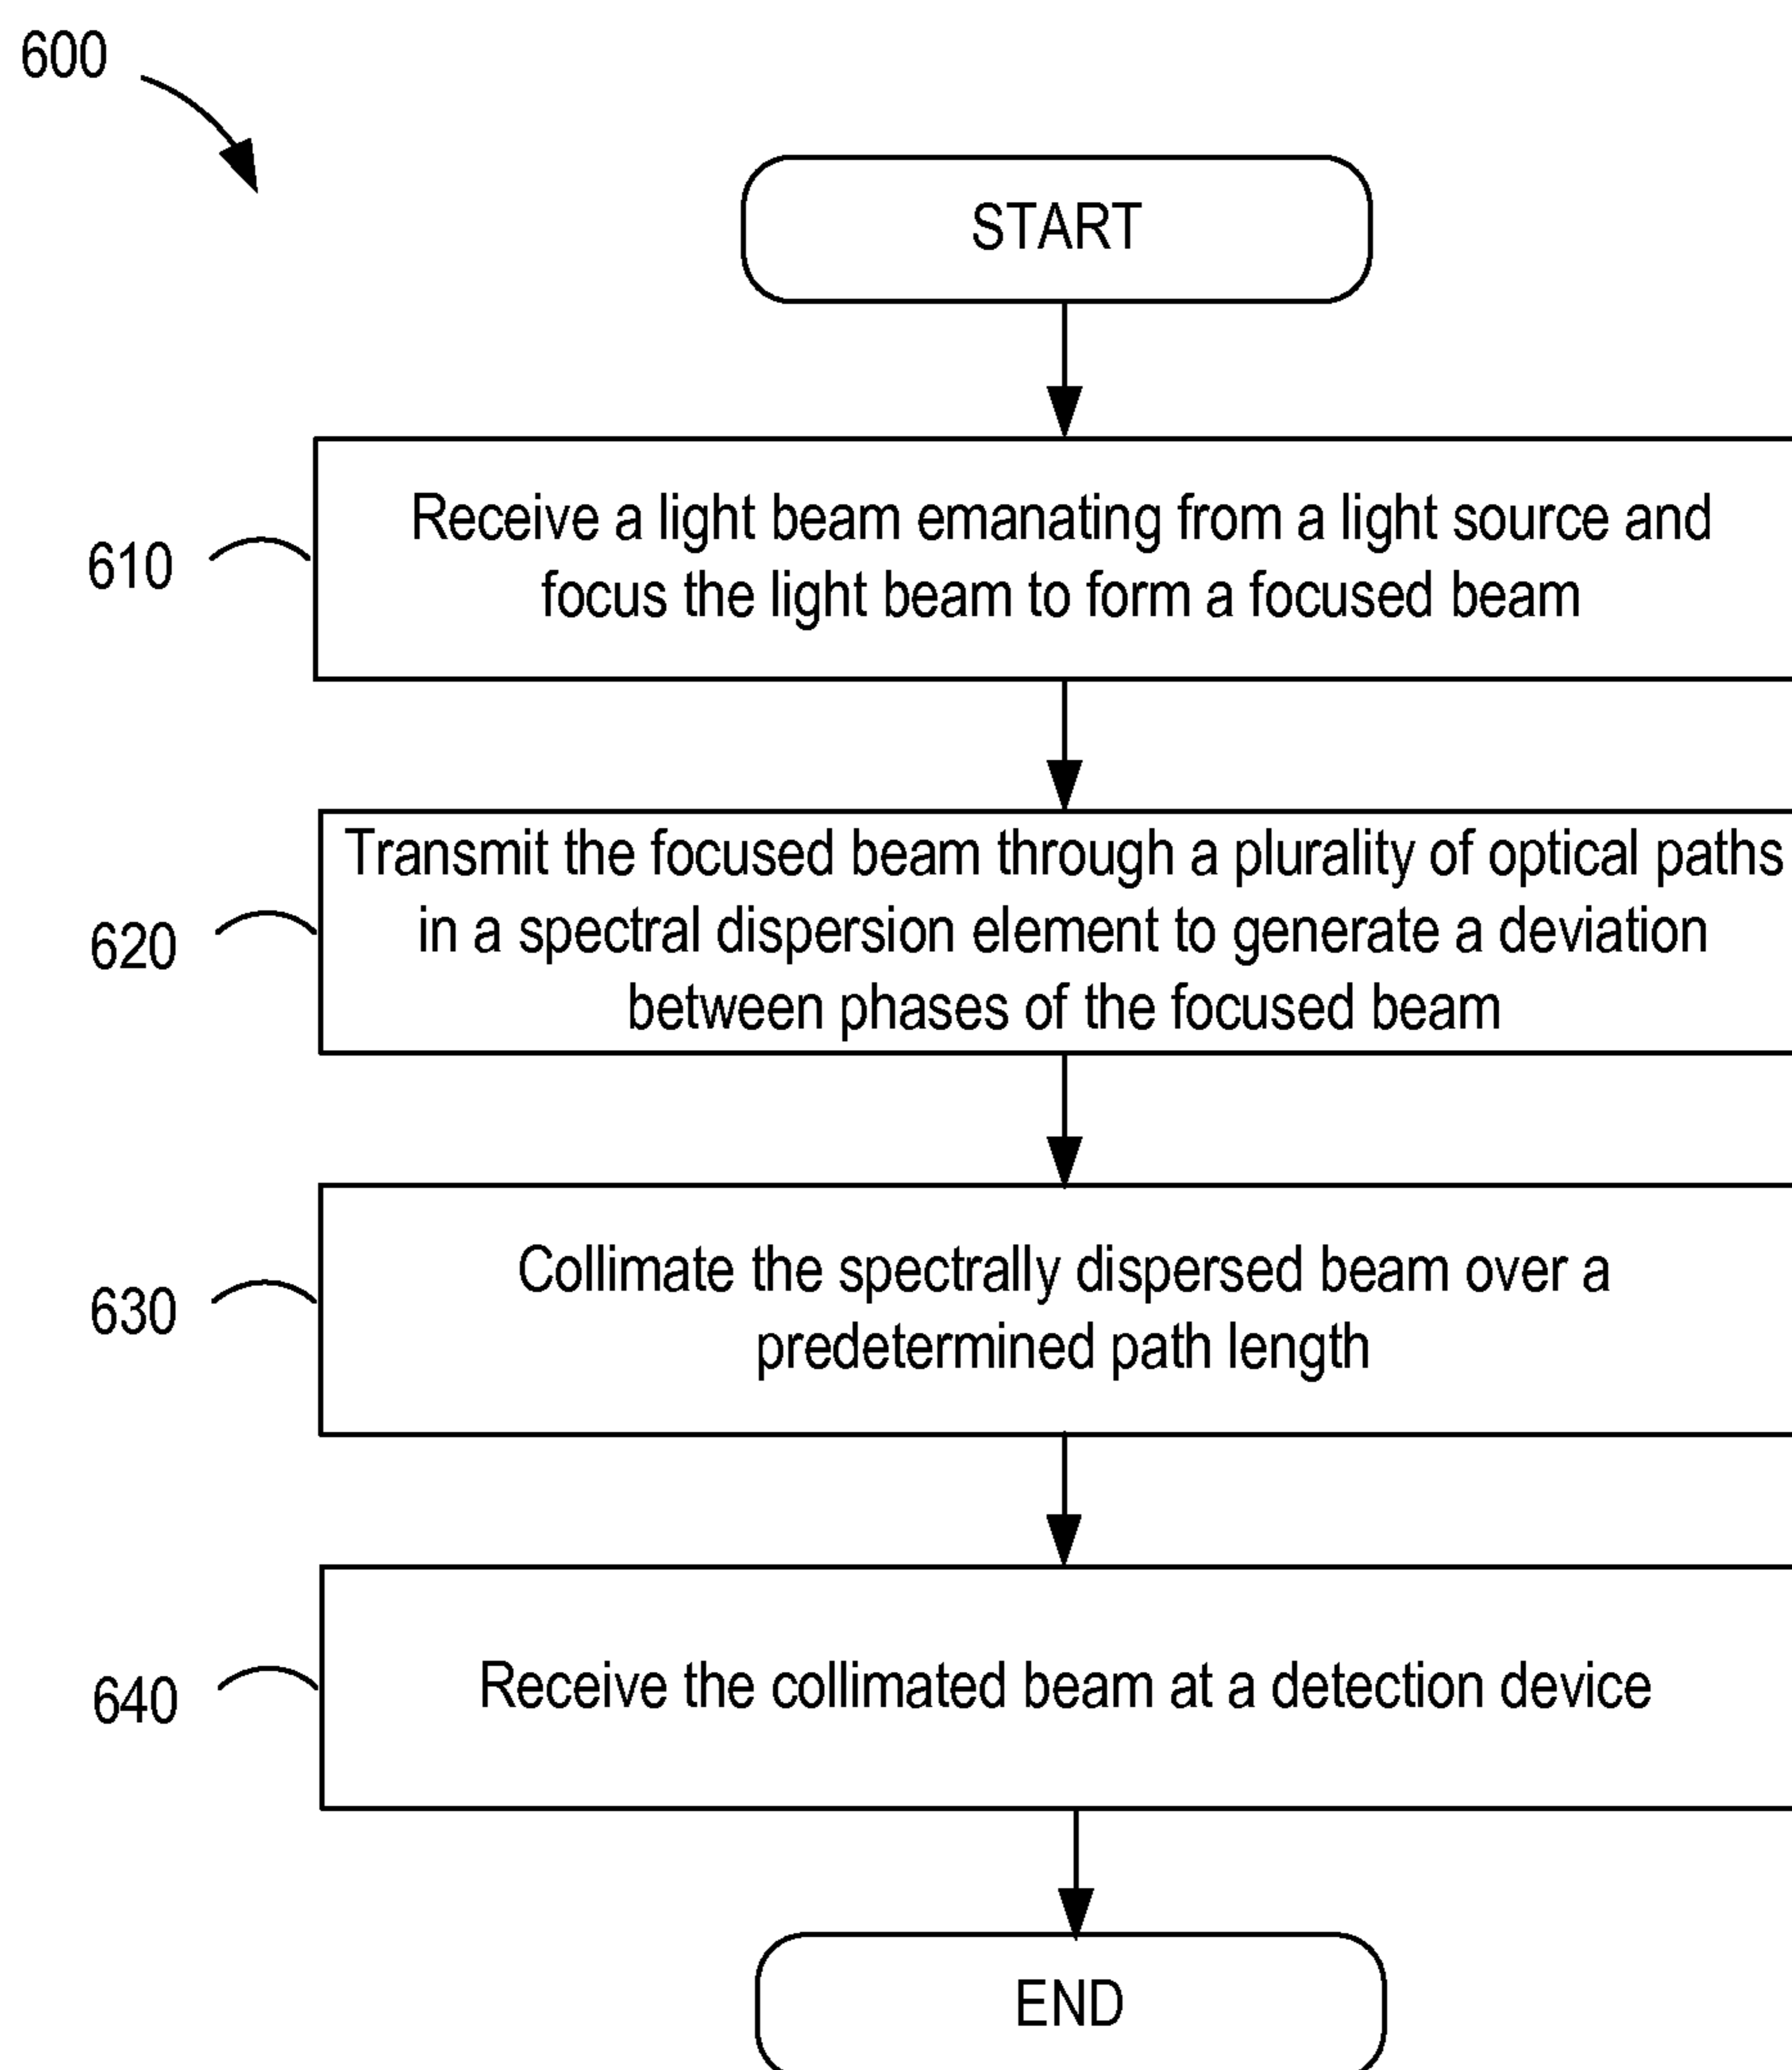 600
START
610
Receive a light beam emanating from a light source and
focus the light beam to form a focused beam
620
Transmit the focused beam through a plurality of optical paths
in a spectral dispersion element to generate a deviation
between phases of the focused beam
630
Collimate the spectrally dispersed beam over a
predetermined path length
640
Receive the collimated beam at a detection device
END